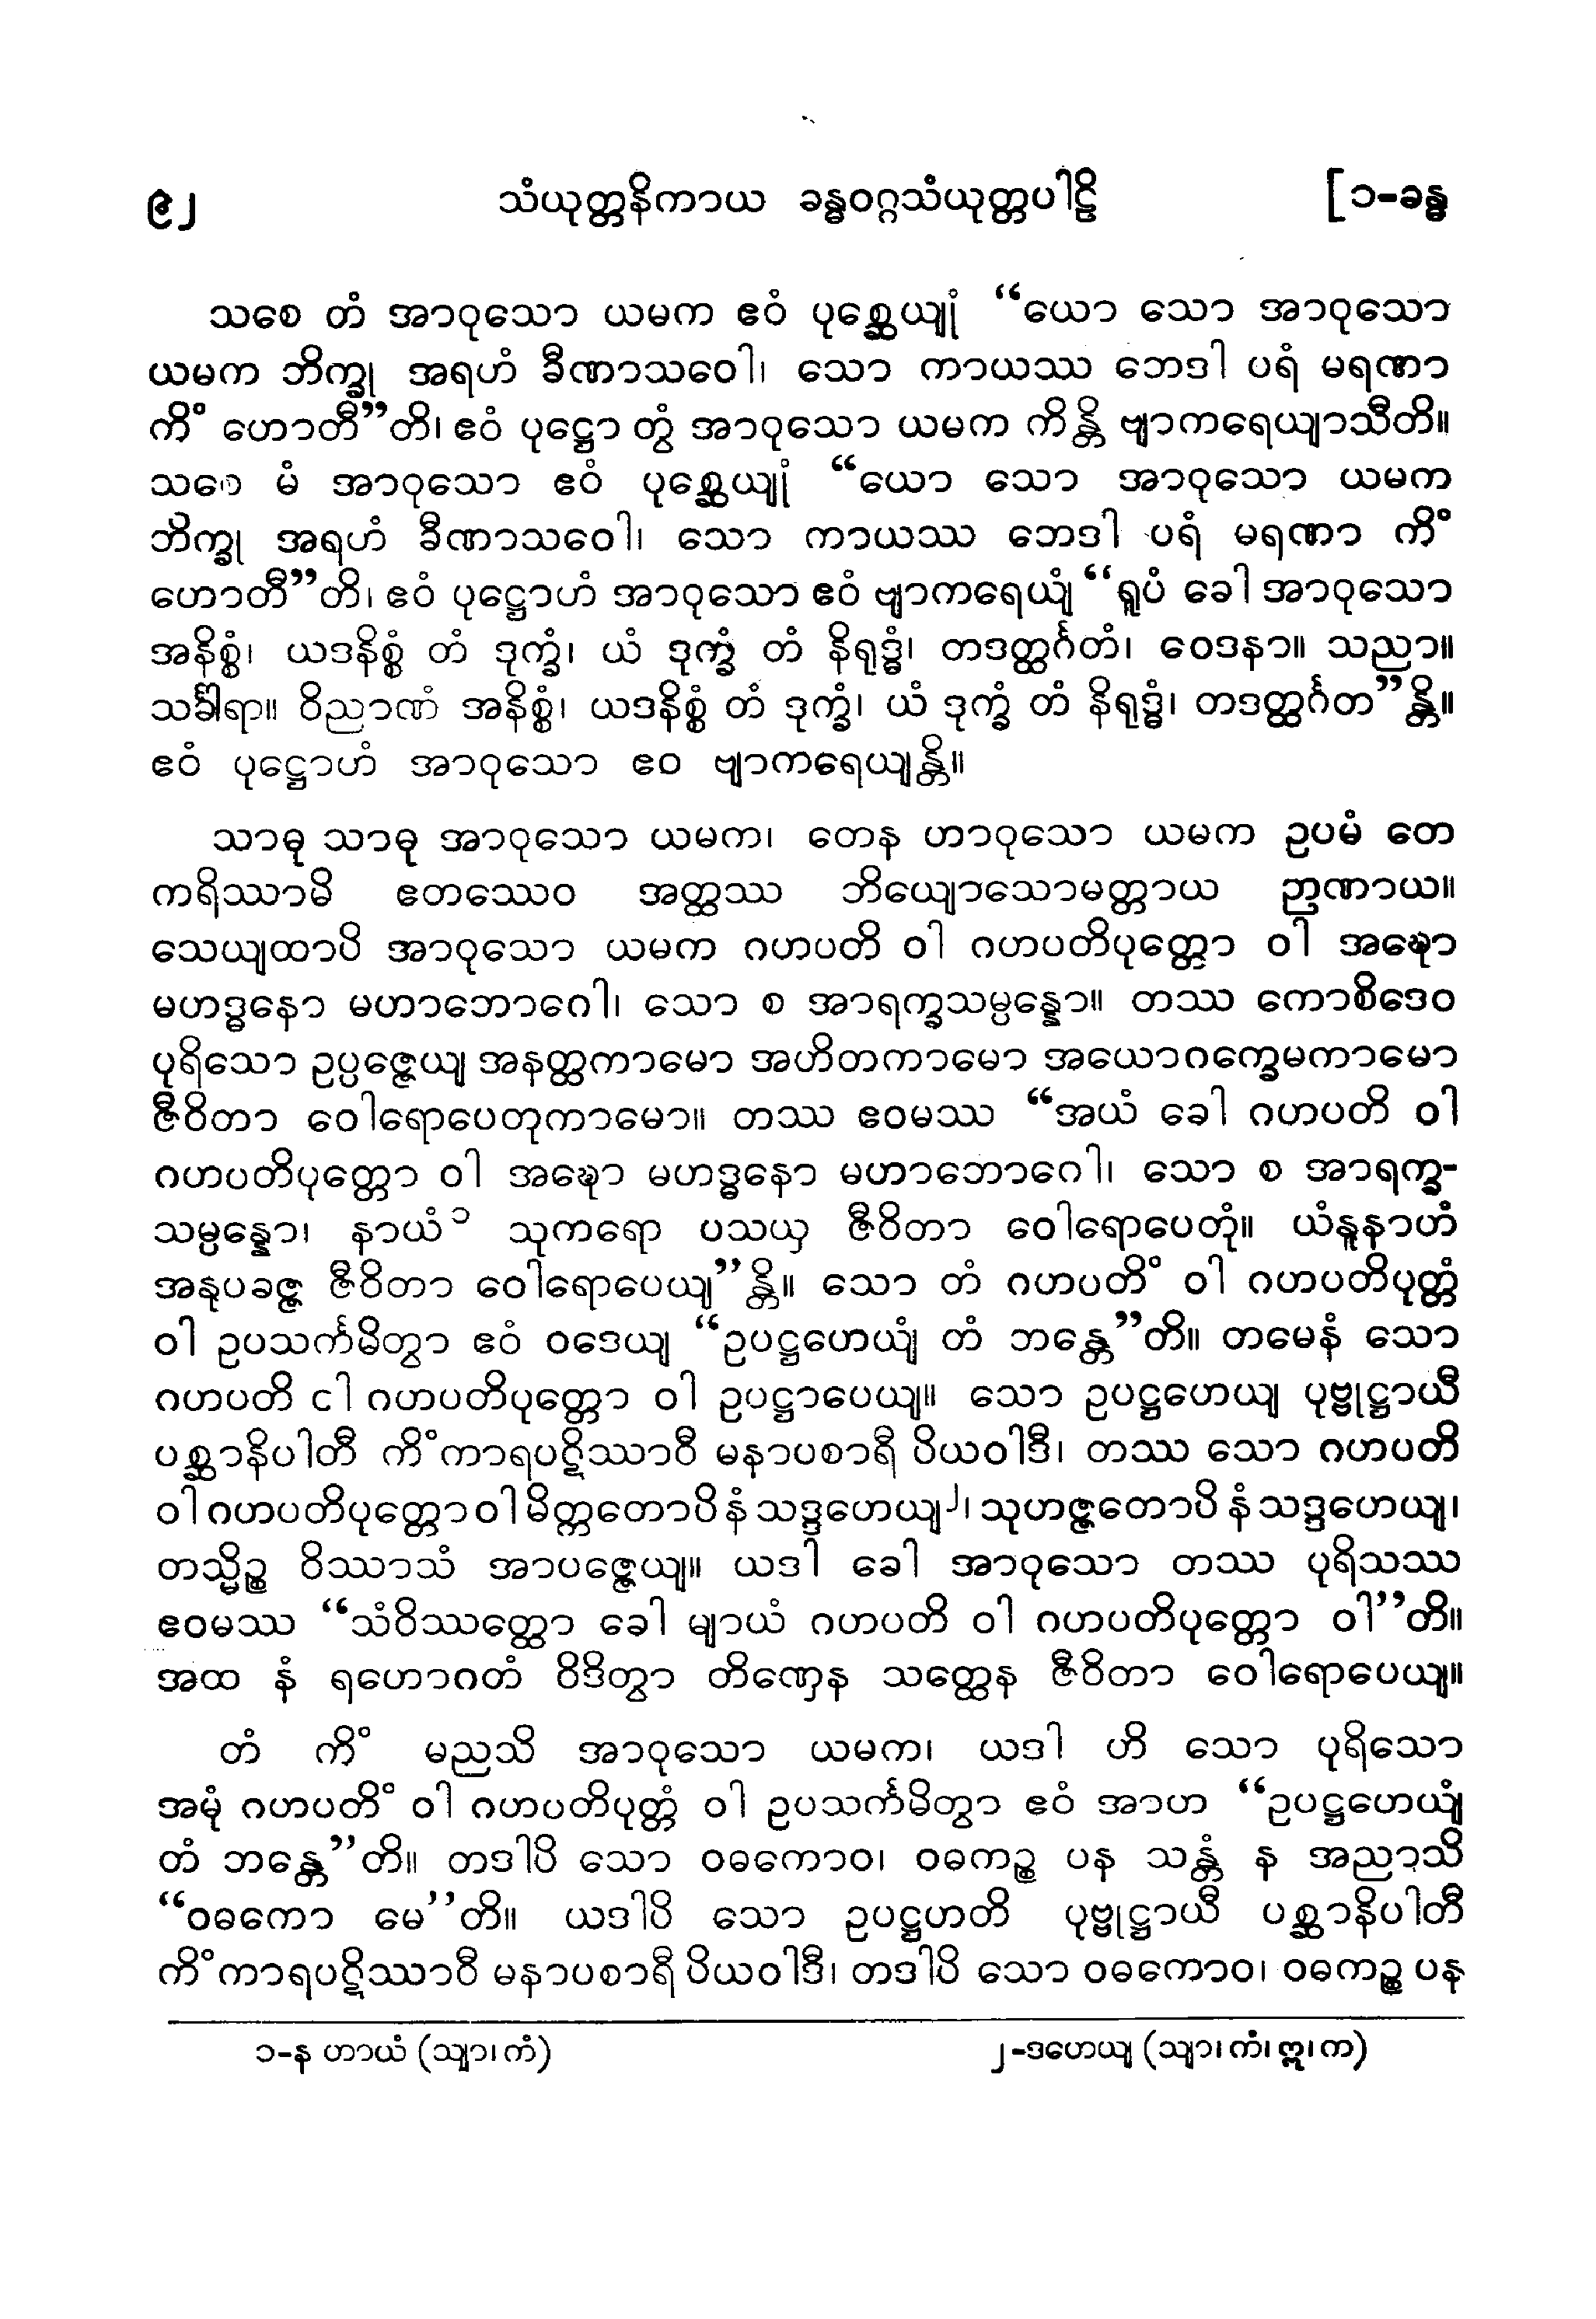 ၉၂ သံယုတ္တနိကာယ ခန္ဓဝဂ္ဂသံယုတ္တပါဠိ [၁-ခန္ဓ
သစေ တံ အာဝုသော ယမက ဧဝံ ပုစ္ဆေယျုံ “ယော သော အာဝုသော
ယမက ဘိက္ခု အရဟံ ခီဏာသဝေါ၊ သော ကာယဿ ဘေဒါ ပရံ မရဏာ
ကိံ ဟောတီ”တိ၊ ဧဝံ ပုဋ္ဌော တွံ အာဝုသော ယမက ကိန္တိ ဗျာကရေယျာသီတိ။
သစေ မံ အာဝုသော ဧဝံ ပုစ္ဆေယျုံ “ယော သော အာဝုသော ယမက
ဘိက္ခု အရဟံ ခီဏာသဝေါ၊ သော ကာယဿ ဘေဒါ ပရံ မရဏာ ကိံ
ဟောတီ”တိ၊ ဧဝံ ပုဋ္ဌောဟံ အာဝုသော ဧဝံ ဗျာကရေယျံ “ရူပံ ခေါ အာဝုသော
အနိစ္စံ၊ ယဒနိစ္စံ တံ ဒုက္ခံ၊ ယံ ဒုက္ခံ တံ နိရုဒ္ဓံ၊ တဒတ္ထင်္ဂတံ၊ ဝေဒနာ။ သညာ။
သင်္ခါရာ။ ဝိညာဏံ အနိစ္စံ၊ ယဒနိစ္စံ တံ ဒုက္ခံ၊ ယံ ဒုက္ခံ တံ နိရုဒ္ဓံ၊ တဒတ္ထင်္ဂတ”န္တိ။
ဧဝံ ပုဋ္ဌောဟံ အာဝုသော ဧဝ ဗျာကရေယျန္တိ။
သာဓု သာဓု အာဝုသော ယမက၊ တေန ဟာဝုသော ယမက ဥပမံ တေ
ကရိဿာမိ ဧတဿေဝ အတ္ထဿ ဘိယျောသောမတ္တာယ ဉာဏာယ။
သေယျထာပိ အာဝုသော ယမက ဂဟပတိ ဝါ ဂဟပတိပုတ္တော ဝါ အဍ္ဎော
မဟဒ္ဓနော မဟာဘောဂေါ၊ သော စ အာရက္ခသမ္ပန္နော။ တဿ ကောစိဒေဝ
ပုရိသော ဥပ္ပဇ္ဇေယျ အနတ္ထကာမော အဟိတကာမော အယောဂက္ခေမကာမော
ဇီဝိတာ ဝေါရောပေတုကာမော။ တဿ ဧဝမဿ “အယံ ခေါ ဂဟပတိ ဝါ
ဂဟပတိပုတ္တော ဝါ အဍ္ဎော မဟဒ္ဓနော မဟာဘောဂေါ၊ သော စ အာရက္ခ-
သမ္ပန္နော၊ နာယံ၁ သုကရော ပသယှ ဇီဝိတာ ဝေါရောပေတုံ။ ယံနူနာဟံ
အနုပခဇ္ဇ ဇီဝိတာ ဝေါရောပေယျ”န္တိ။ သော တံ ဂဟပတိံ ဝါ ဂဟပတိပုတ္တံ
ဝါ ဥပသင်္ကမိတွာ ဧဝံ ဝဒေယျ “ဥပဋ္ဌဟေယျံ တံ ဘန္တေ”တိ။ တမေနံ သော
ဂဟပတိ ဝါ ဂဟပတိပုတ္တော ဝါ ဥပဋ္ဌာပေယျ။ သော ဥပဋ္ဌဟေယျ ပုဗ္ဗုဋ္ဌာယီ
ပစ္ဆာနိပါတီ ကိံကာရပဋိဿာဝီ မနာပစာရီ ပိယဝါဒီ၊ တဿ သော ဂဟပတိ
ဝါ ဂဟပတိပုတ္တော ဝါ မိတ္တတောပိ နံ သဒ္ဒဟေယျ၂၊ သုဟဇ္ဇတောပိ နံ သဒ္ဒဟေယျ၊
တသ္မိဉ္စ ဝိဿာသံ အာပဇ္ဇေယျ။ ယဒါ ခေါ အာဝုသော တဿ ပုရိသဿ
ဧဝမဿ “သံဝိဿတ္ထော ခေါ မျာယံ ဂဟပတိ ဝါ ဂဟပတိပုတ္တော ဝါ”တိ။
အထ နံ ရဟောဂတံ ဝိဒိတွာ တိဏှေန သတ္ထေန ဇီဝိတာ ဝေါရောပေယျ။
တံ ကိံ မညသိ အာဝုသော ယမက၊ ယဒါ ဟိ သော ပုရိသော
အမုံ ဂဟပတိံ ဝါ ဂဟပတိပုတ္တံ ဝါ ဥပသင်္ကမိတွာ ဧဝံ အာဟ “ဥပဋ္ဌဟေယျံ
တံ ဘန္တေ”တိ။ တဒါပိ သော ဝဓကောဝ၊ ဝဓကဉ္စ ပန သန္တံ န အညာသိ
“ဝဓကော မေ”တိ။ ယဒါပိ သော ဥပဋ္ဌဟတိ ပုဗ္ဗုဋ္ဌာယီ ပစ္ဆာနိပါတီ
ကိံကာရပဋိဿာဝီ မနာပစာရီ ပိယဝါဒီ၊ တဒါပိ သော ဝဓကောဝ၊ ဝဓကဉ္စ ပန
၁-န ဟာယံ (သျာ၊ ကံ) ၂-ဒဟေယျ (သျာ၊ ကံ၊ ဣ၊ က)